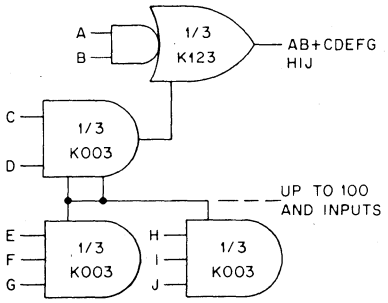 A
B
1/3
K123
AB+CDEFG
HIJ
C
D
1/3
K003
UP TO 100
AND INPUTS
E
F
G
1/3
K003
H
I
J
1/3
K003